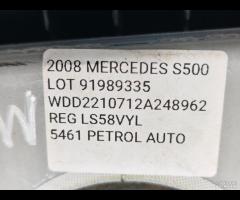 2008 MERCEDES S500
LOT 91989335
WDD2210712A248962
REG LS58VYL
5461 PETROL AUTO
W